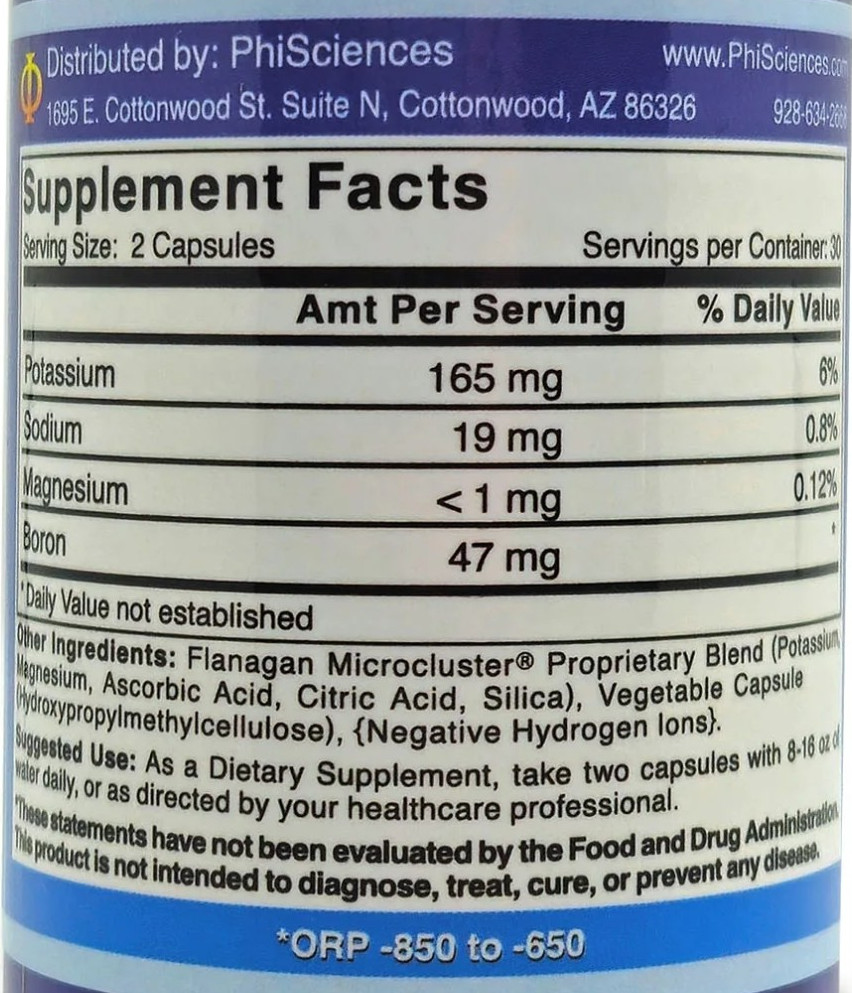 Distributed by: PhiSciences www.PhiSciences.com
1695 E. Cottonwood St. Suite N, Cottonwood, AZ 86326 928-634-2668
Supplement Facts
Serving Size: 2 Capsules Servings per Container: 30
Amt Per Serving % Daily Value
Potassium 165 mg 6%
Sodium 19 mg 0.8%
Magnesium < 1 mg 0.12%
Boron 47 mg *
*Daily Value not established
Other Ingredients: Flanagan Microcluster® Proprietary Blend (Potassium,
Magnesium, Ascorbic Acid, Citric Acid, Silica), Vegetable Capsule
(Hydroxypropylmethylcellulose), {Negative Hydrogen Ions}.
Suggested Use: As a Dietary Supplement, take two capsules with 8-16 oz of
water daily, or as directed by your healthcare professional.
*These statements have not been evaluated by the Food and Drug Administration.
This product is not intended to diagnose, treat, cure, or prevent any disease.
*ORP -850 to -650